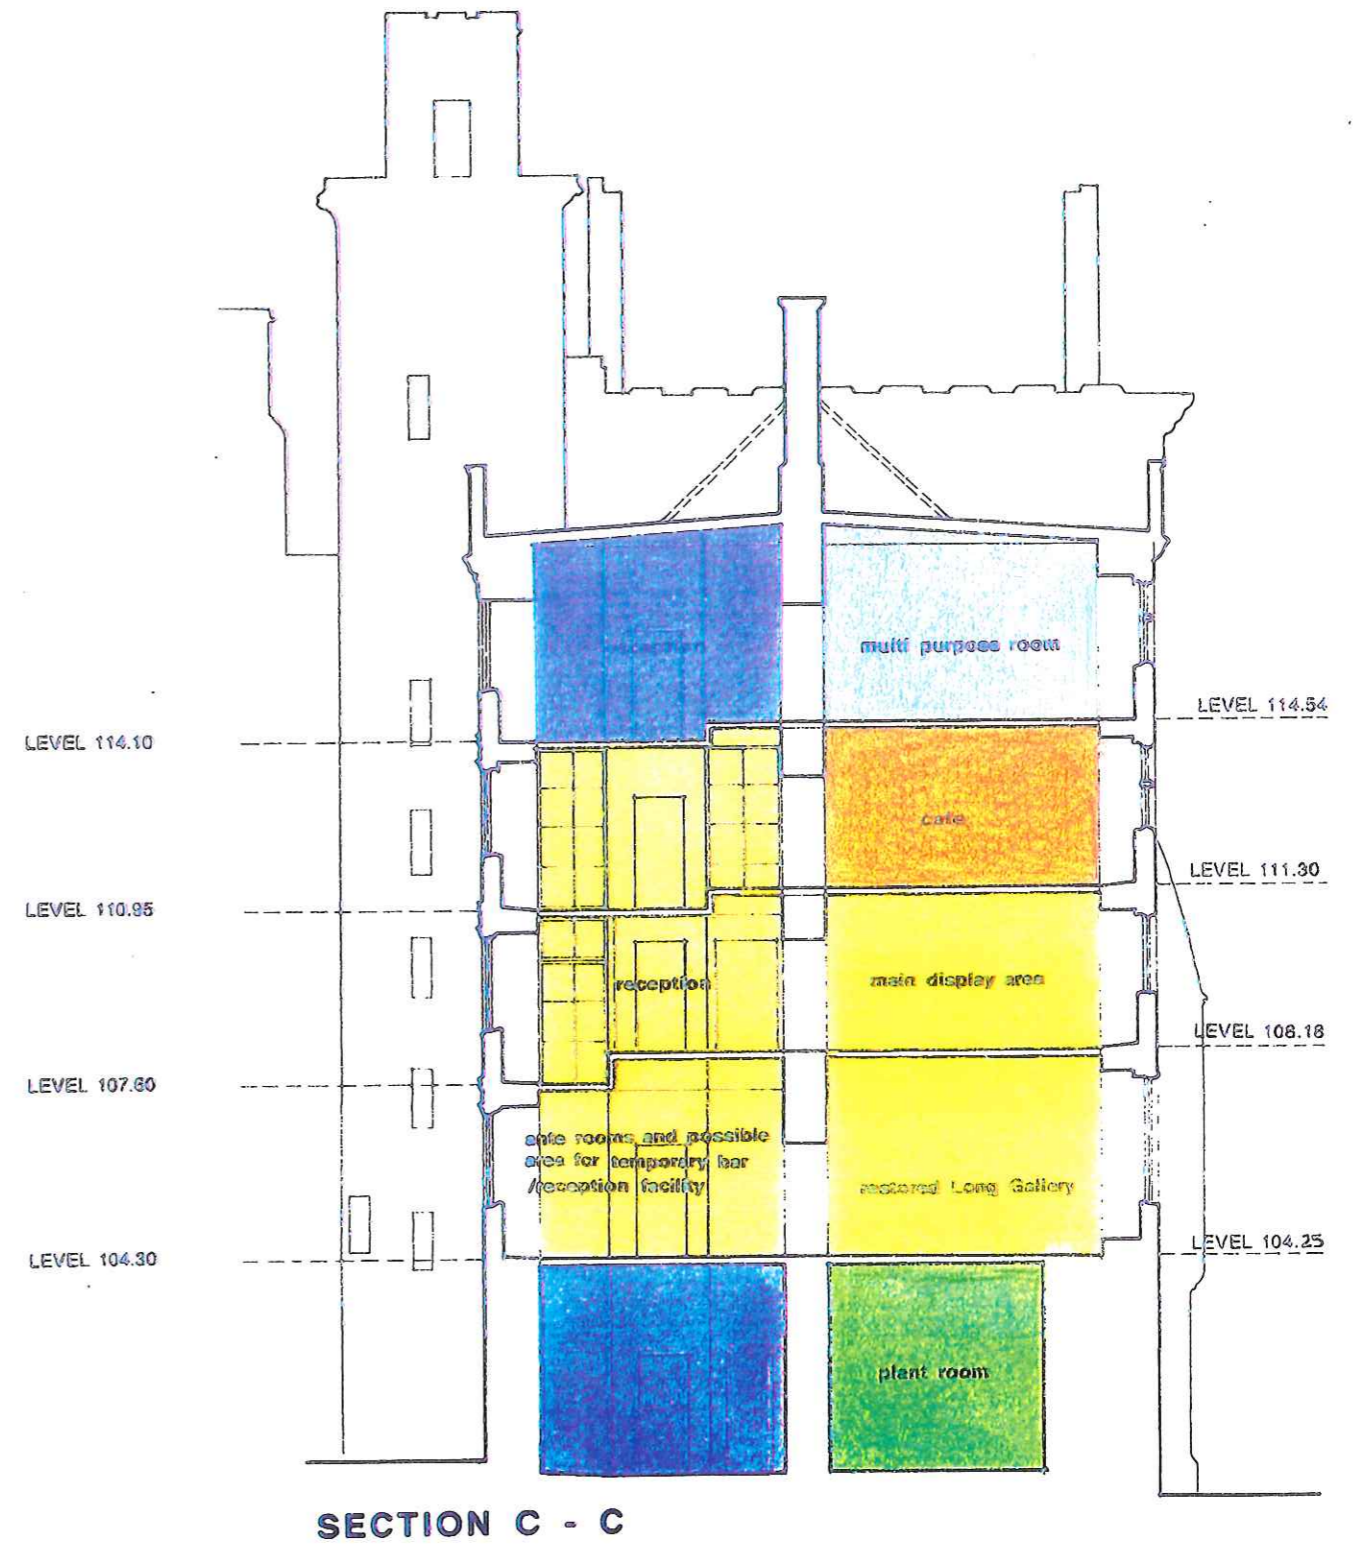 reception
multi purpose room
LEVEL 114.54
LEVEL 114.10
cafe
LEVEL 111.30
LEVEL 110.95
reception
main display area
LEVEL 108.18
LEVEL 107.60
ante rooms and possible
area for temporary bar
/reception facility
restored Long Gallery
LEVEL 104.25
LEVEL 104.30
plant room
SECTION C - C